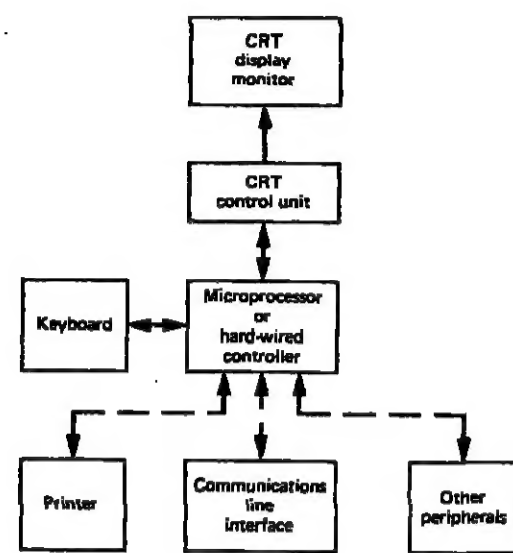 CRT
display
monitor
CRT
control unit
Microprocessor
or
hard-wired
controller
Keyboard
Printer
Communications
line
interface
Other
peripherals